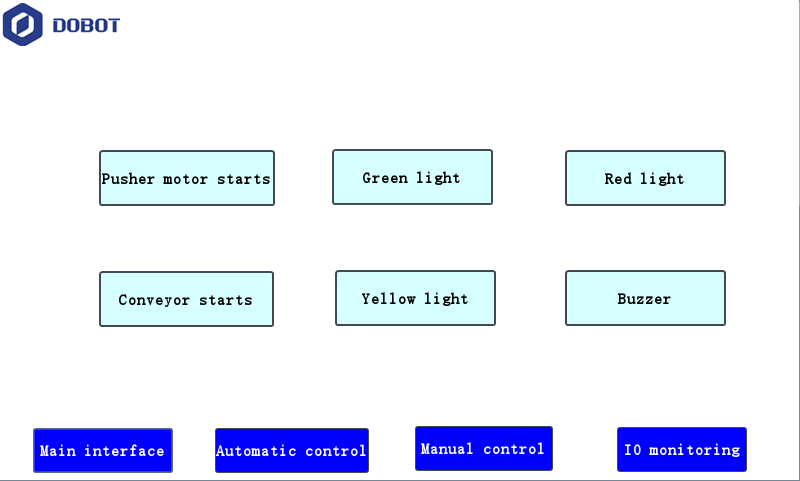 DOBOT
Pusher motor starts
Green light
Red light
Conveyor starts
Yellow light
Buzzer
Main interface
Automatic control
Manual control
IO monitoring